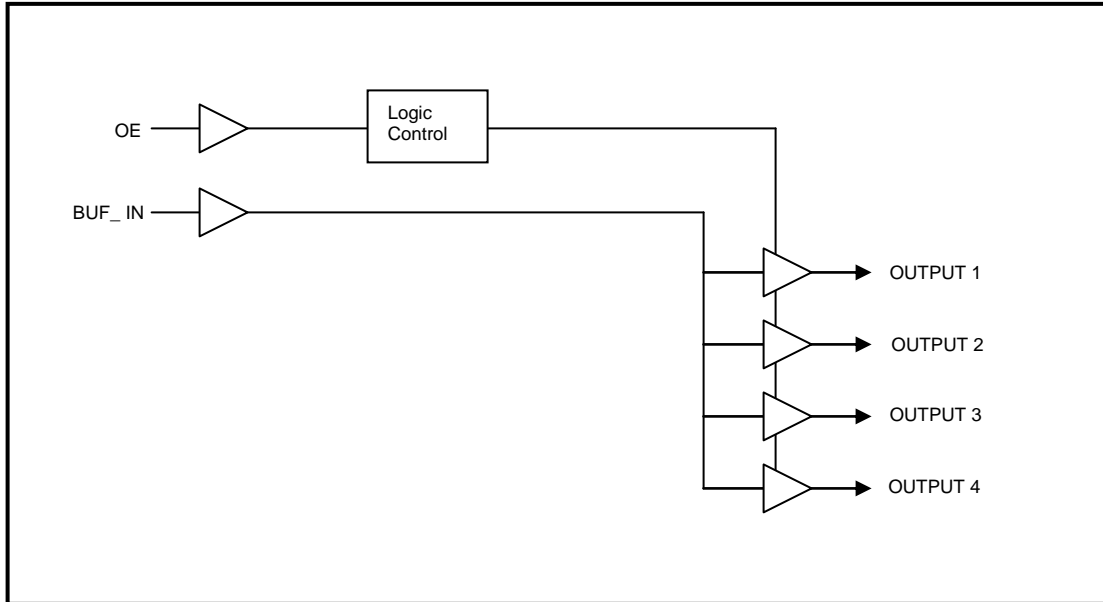 OE
Logic
Control
BUF_ IN
OUTPUT 1
OUTPUT 2
OUTPUT 3
OUTPUT 4